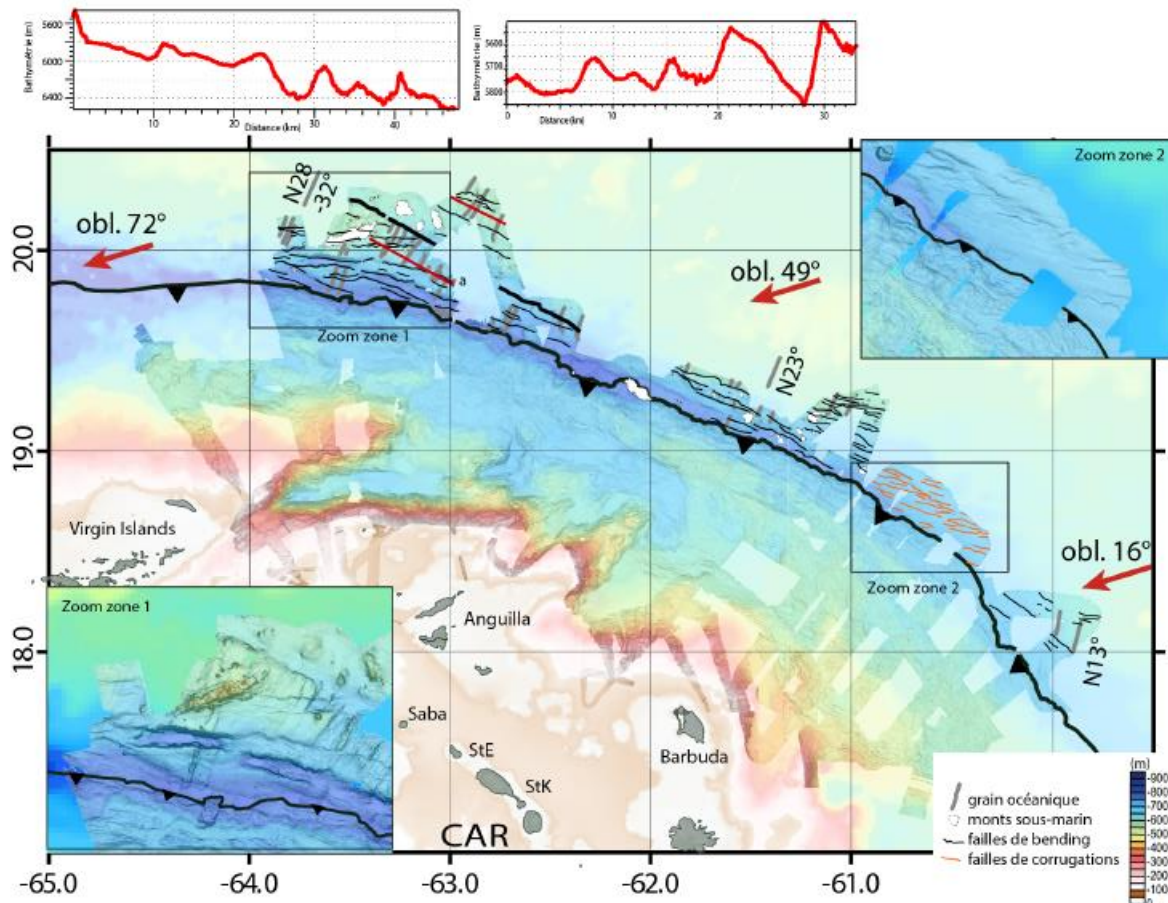 5600
6000
6400
Bathymétrie (m)
10
20
30
40
Distance (km)
5600
5700
5800
Bathymétrie (m)
0
10
20
30
Distance(km)
Zoom zone 2
N28
-32°
obl. 72°
obl. 49°
a
Zoom zone 1
N23°
20.0
19.0
18.0
Virgin Islands
Zoom zone 2
obl. 16°
N13°
Zoom zone 1
Anguilla
Saba
StE
StK
Barbuda
CAR
grain océanique
monts sous-marin
failles de bending
failles de corrugations
(m)
-900
-800
-700
-600
-500
-400
-300
-200
-100
0
-65.0
-64.0
-63.0
-62.0
-61.0